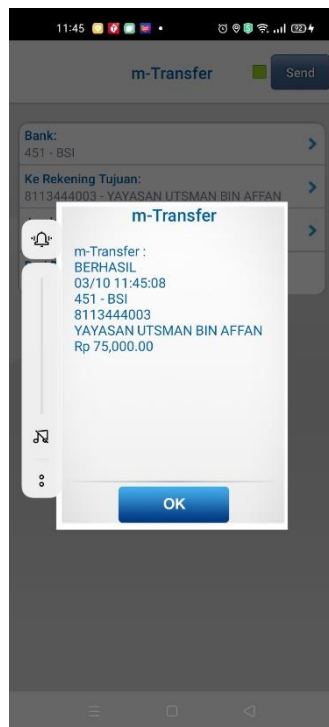 11:45
92
m-Transfer
Send
Bank:
451 - BSI
Ke Rekening Tujuan:
8113444003 - YAYASAN UTSMAN BIN AFFAN
m-Transfer
m-Transfer :
BERHASIL
03/10 11:45:08
451 - BSI
8113444003
YAYASAN UTSMAN BIN AFFAN
Rp 75,000.00
OK